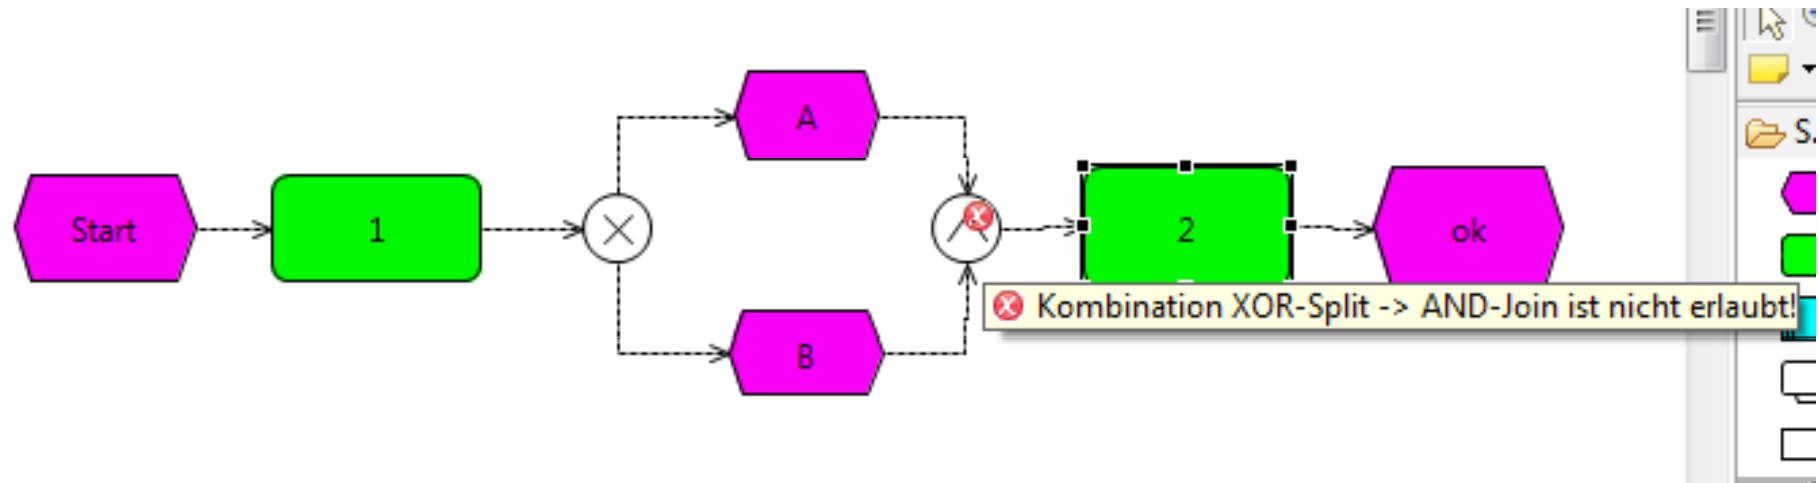 A
Start
1
2
ok
B
Kombination XOR-Split -> AND-Join ist nicht erlaubt!
S.